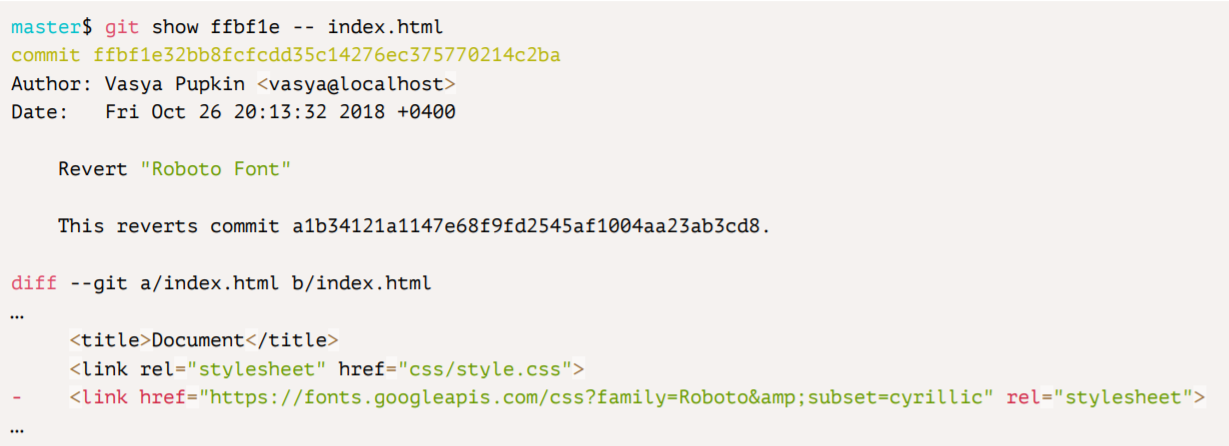 master$ git show ffbf1e -- index.html
commit ffbf1e32bb8fcfcdd35c14276ec375770214c2ba
Author: Vasya Pupkin <vasya@localhost>
Date:   Fri Oct 26 20:13:32 2018 +0400
Revert "Roboto Font"
This reverts commit a1b34121a1147e68f9fd2545af1004aa23ab3cd8.
diff --git a/index.html b/index.html
…
<title>Document</title>
<link rel="stylesheet" href="css/style.css">
-    <link href="https://fonts.googleapis.com/css?family=Roboto&amp;subset=cyrillic" rel="stylesheet">
…